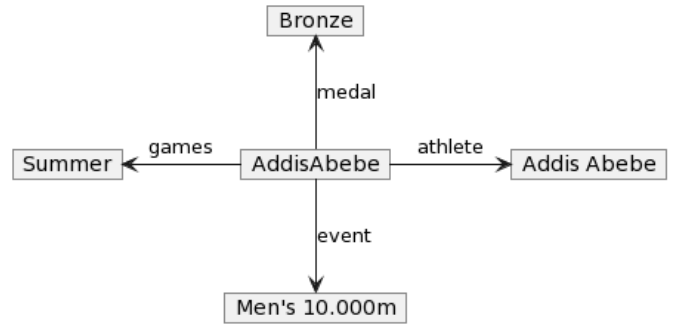 Bronze
medal
games
athlete
Summer
AddisAbebe
Addis Abebe
event
Men's 10.000m